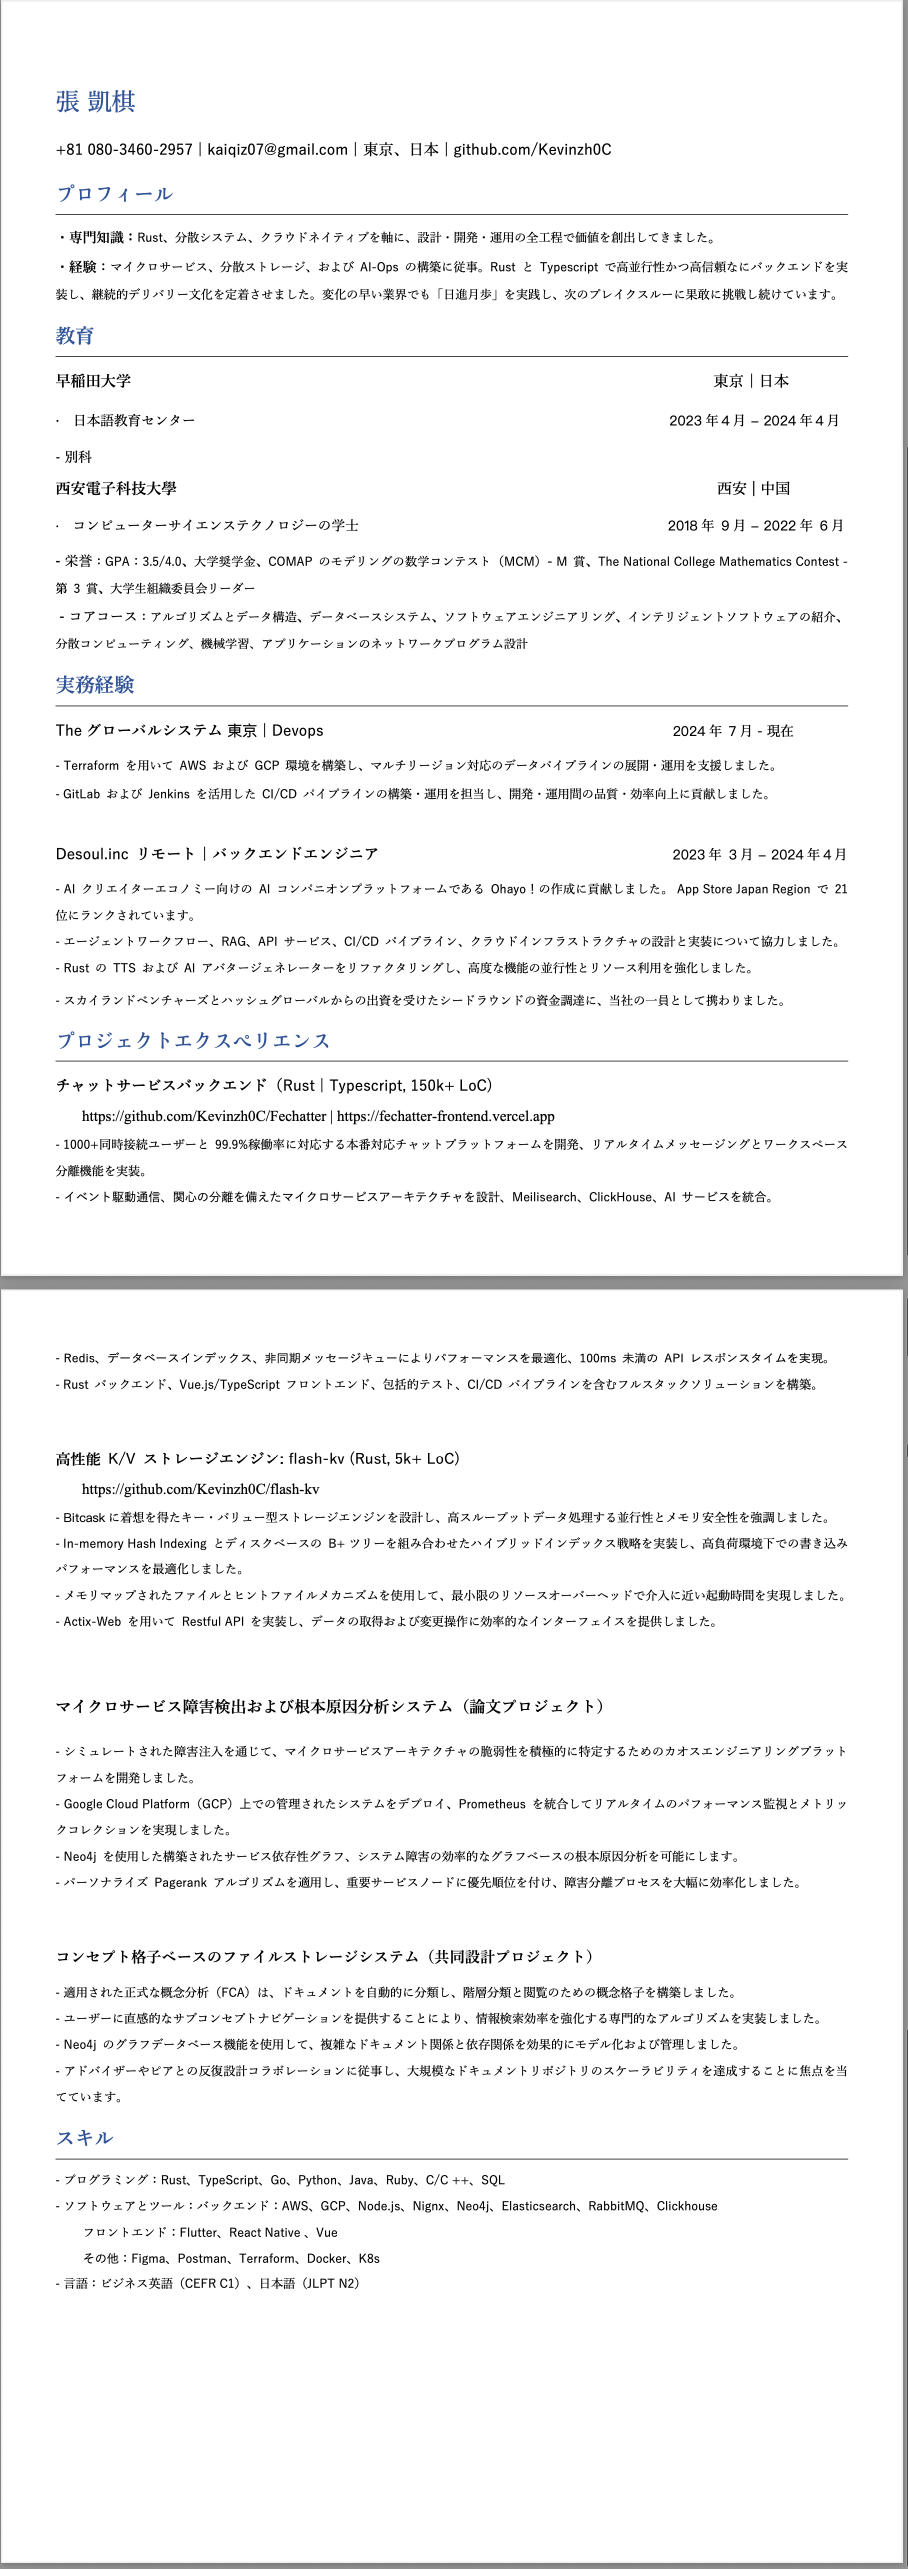 張 凱棋
+81 080-3460-2957 | kaiqiz07@gmail.com | 東京、日本 | github.com/Kevinzh0C
プロフィール
・専門知識：Rust、分散システム、クラウドネイティブを軸に、設計・開発・運用の全工程で価値を創出してきました。
・経験：マイクロサービス、分散ストレージ、および AI-Ops の構築に従事。Rust と Typescript で高並行性かつ高信頼なにバックエンドを実
装し、継続的デリバリー文化を定着させました。変化の早い業界でも「日進月歩」を実践し、次のブレイクスルーに果敢に挑戦し続けています。
教育
早稲田大学 東京 | 日本
· 日本語教育センター 2023 年４月 – 2024 年４月
- 別科
西安電子科技大學 西安 | 中国
· コンピューターサイエンステクノロジーの学士 2018 年 9 月 – 2022 年 6 月
- 栄誉：GPA：3.5/4.0、大学奨学金、COMAP のモデリングの数学コンテスト（MCM）- M 賞、The National College Mathematics Contest -
第 3 賞、大学生組織委員会リーダー
- コアコース：アルゴリズムとデータ構造、データベースシステム、ソフトウェアエンジニアリング、インテリジェントソフトウェアの紹介、
分散コンピューティング、機械学習、アプリケーションのネットワークプログラム設計
実務経験
The グローバルシステム 東京 | Devops 2024 年 7 月 - 現在
- Terraform を用いて AWS および GCP 環境を構築し、マルチリージョン対応のデータパイプラインの展開・運用を支援しました。
- GitLab および Jenkins を活用した CI/CD パイプラインの構築・運用を担当し、開発・運用間の品質・効率向上に貢献しました。
Desoul.inc リモート | バックエンドエンジニア 2023 年 3 月 – 2024 年４月
- AI クリエイターエコノミー向けの AI コンパニオンプラットフォームである Ohayo！の作成に貢献しました。 App Store Japan Region で 21
位にランクされています。
- エージェントワークフロー、RAG、API サービス、CI/CD パイプライン、クラウドインフラストラクチャの設計と実装について協力しました。
- Rust の TTS および AI アバタージェネレーターをリファクタリングし、高度な機能の並行性とリソース利用を強化しました。
- スカイランドベンチャーズとハッシュグローバルからの出資を受けたシードラウンドの資金調達に、当社の一員として携わりました。
プロジェクトエクスペリエンス
チャットサービスバックエンド（Rust | Typescript, 150k+ LoC）
https://github.com/Kevinzh0C/Fechatter | https://fechatter-frontend.vercel.app
- 1000+同時接続ユーザーと 99.9%稼働率に対応する本番対応チャットプラットフォームを開発、リアルタイムメッセージングとワークスペース
分離機能を実装。
- イベント駆動通信、関心の分離を備えたマイクロサービスアーキテクチャを設計、Meilisearch、ClickHouse、AI サービスを統合。
- Redis、データベースインデックス、非同期メッセージキューによりパフォーマンスを最適化、100ms 未満の API レスポンスタイムを実現。
- Rust バックエンド、Vue.js/TypeScript フロントエンド、包括的テスト、CI/CD パイプラインを含むフルスタックソリューションを構築。
高性能 K/V ストレージエンジン: flash-kv (Rust, 5k+ LoC)
https://github.com/Kevinzh0C/flash-kv
- Bitcask に着想を得たキー・バリュー型ストレージエンジンを設計し、高スループットデータ処理する並行性とメモリ安全性を強調しました。
- In-memory Hash Indexing とディスクベースの B+ ツリーを組み合わせたハイブリッドインデックス戦略を実装し、高負荷環境下での書き込み
パフォーマンスを最適化しました。
- メモリマップされたファイルとヒントファイルメカニズムを使用して、最小限のリソースオーバーヘッドで介入に近い起動時間を実現しました。
- Actix-Web を用いて Restful API を実装し、データの取得および変更操作に効率的なインターフェイスを提供しました。
マイクロサービス障害検出および根本原因分析システム（論文プロジェクト）
- シミュレートされた障害注入を通じて、マイクロサービスアーキテクチャの脆弱性を積極的に特定するためのカオスエンジニアリングプラット
フォームを開発しました。
- Google Cloud Platform（GCP）上での管理されたシステムをデプロイ、Prometheus を統合してリアルタイムのパフォーマンス監視とメトリッ
クコレクションを実現しました。
- Neo4j を使用した構築されたサービス依存性グラフ、システム障害の効率的なグラフベースの根本原因分析を可能にします。
- パーソナライズ Pagerank アルゴリズムを適用し、重要サービスノードに優先順位を付け、障害分離プロセスを大幅に効率化しました。
コンセプト格子ベースのファイルストレージシステム（共同設計プロジェクト）
- 適用された正式な概念分析（FCA）は、ドキュメントを自動的に分類し、階層分類と閲覧のための概念格子を構築しました。
- ユーザーに直感的なサブコンセプトナビゲーションを提供することにより、情報検索効率を強化する専門的なアルゴリズムを実装しました。
- Neo4j のグラフデータベース機能を使用して、複雑なドキュメント関係と依存関係を効果的にモデル化および管理しました。
- アドバイザーやピアとの反復設計コラボレーションに従事し、大規模なドキュメントリポジトリのスケーラビリティを達成することに焦点を当
てています。
スキル
- プログラミング：Rust、TypeScript、Go、Python、Java、Ruby、C/C ++、SQL
- ソフトウェアとツール：バックエンド：AWS、GCP、Node.js、Nignx、Neo4j、Elasticsearch、RabbitMQ、Clickhouse
フロントエンド：Flutter、React Native 、Vue
その他：Figma、Postman、Terraform、Docker、K8s
- 言語：ビジネス英語（CEFR C1）、日本語（JLPT N2）